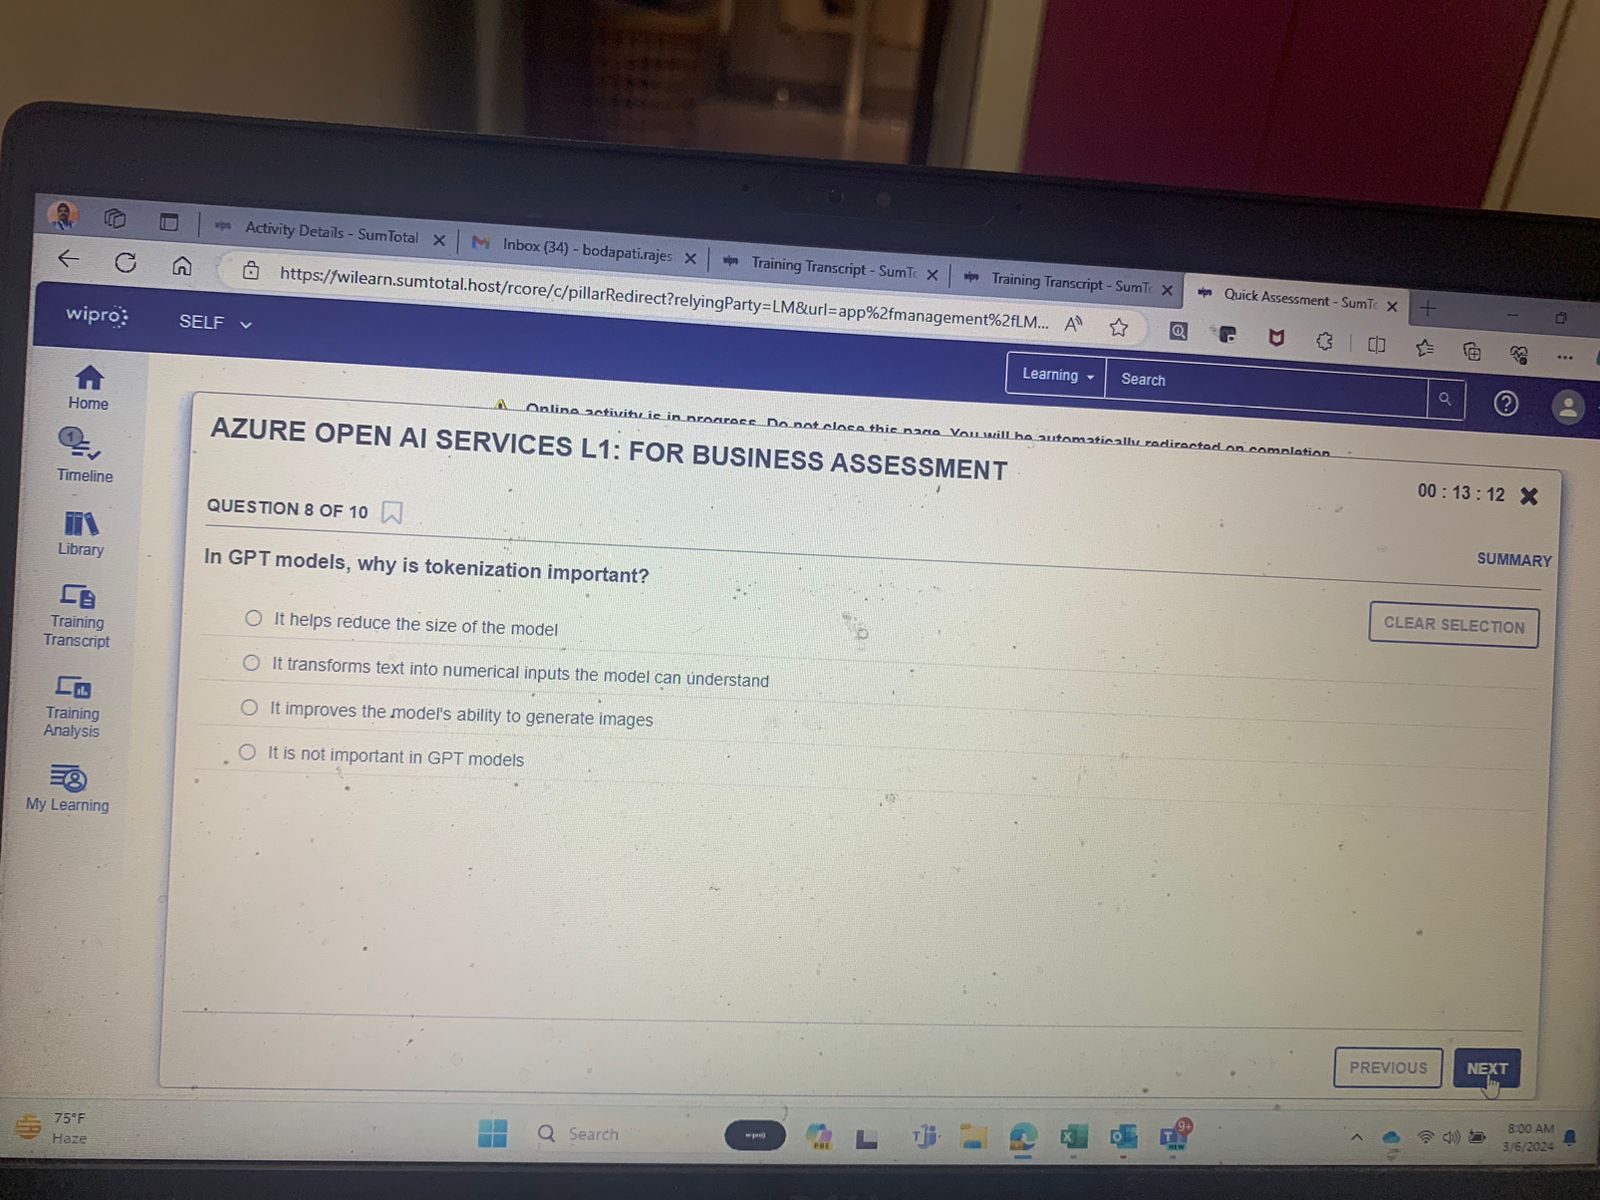 Activity Details - SumTotal
Inbox (34) - bodapati.rajes
Training Transcript - SumTo
Training Transcript - SumTo
Quick Assessment - SumTo
https://wilearn.sumtotal.host/rcore/c/pillarRedirect?relyingParty=LM&url=app%2fmanagement%2fLM...
wipro
SELF
Learning
Search
Home
1
Timeline
Library
Training
Transcript
Training
Analysis
My Learning
Online activity is in progress. Do not close this page. You will be automatically redirected on completion
AZURE OPEN AI SERVICES L1: FOR BUSINESS ASSESSMENT
00 : 13 : 12
QUESTION 8 OF 10
SUMMARY
In GPT models, why is tokenization important?
CLEAR SELECTION
It helps reduce the size of the model
It transforms text into numerical inputs the model can understand
It improves the model's ability to generate images
It is not important in GPT models
PREVIOUS
NEXT
75°F
Haze
Search
wipro
PRE
9+
NEW
8:00 AM
3/6/2024